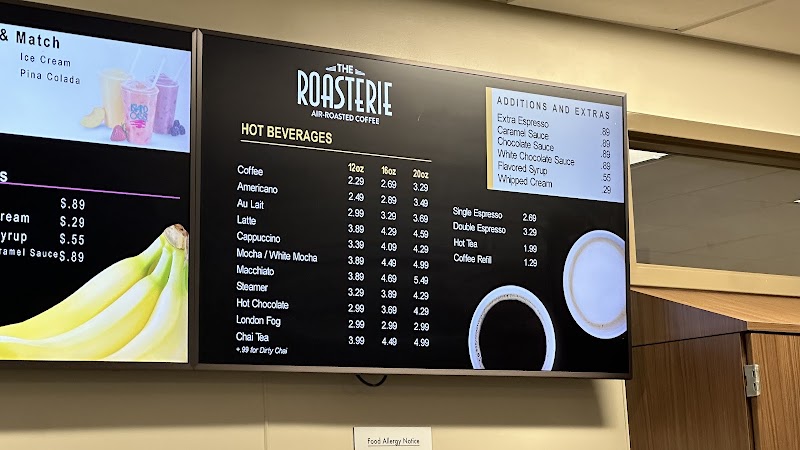 & Match
Ice Cream
Pina Colada
s
$.89
ream $.29
yrup $.55
ramel Sauce $.89
THE
ROASTERIE
AIR-ROASTED COFFEE
HOT BEVERAGES
12oz 16oz 20oz
Coffee 2.29 2.69 3.29
Americano 2.49 2.89 3.49
Au Lait 2.99 3.29 3.69
Latte 3.89 4.29 4.59
Cappuccino 3.39 4.09 4.29
Mocha / White Mocha 3.89 4.49 4.99
Macchiato 3.89 4.69 5.49
Steamer 3.29 3.89 4.29
Hot Chocolate 2.99 3.69 4.29
London Fog 2.99 2.99 2.99
Chai Tea 3.99 4.49 4.99
+.99 for Dirty Chai
ADDITIONS AND EXTRAS
Extra Espresso .89
Caramel Sauce .89
Chocolate Sauce .89
White Chocolate Sauce .89
Flavored Syrup .55
Whipped Cream .29
Single Espresso 2.69
Double Espresso 3.29
Hot Tea 1.99
Coffee Refill 1.29
Food Allergy Notice